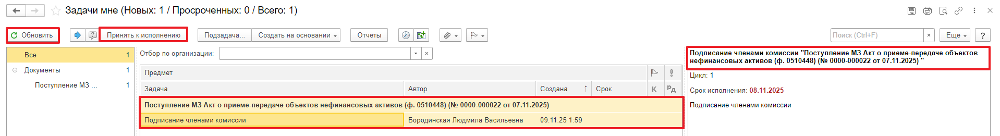 Задачи мне (Новых: 1 / Просроченных: 0 / Всего: 1)
Обновить
Принять к исполнению
Подзадача...
Создать на основании
Отчеты
Поиск (Ctrl+F)
×
Еще
?
Все 1
Документы 1
Поступление МЗ ... 1
Отбор по организации:
×
Предмет
!
Задача Автор Создана ↑ Срок К Рд
Поступление МЗ Акт о приеме-передаче объектов нефинансовых активов (ф. 0510448) (№ 0000-000022 от 07.11.2025)
Подписание членами комиссии Бородинская Людмила Васильевна 09.11.25 1:59
Подписание членами комиссии "Поступление МЗ Акт о приеме-передаче объектов
нефинансовых активов (ф. 0510448) (№ 0000-000022 от 07.11.2025) "
Цикл: 1
Срок исполнения: 08.11.2025
Подписание членами комиссии